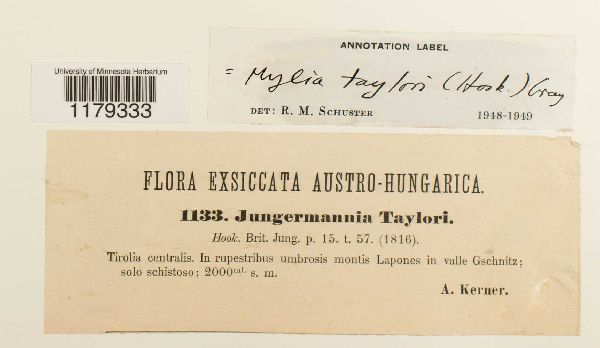 University of Minnesota Herbarium
1179333
ANNOTATION LABEL
= Mylia taylori (Hook.) Gray
DET: R. M. SCHUSTER 1948-1949
FLORA EXSICCATA AUSTRO-HUNGARICA.
1133. Jungermannia Taylori.
Hook. Brit. Jung. p. 15. t. 57. (1816).
Tirolia centralis. In rupestribus umbrosis montis Lapones in valle Gschnitz;
solo schistoso; 2000mt. s. m.
A. Kerner.